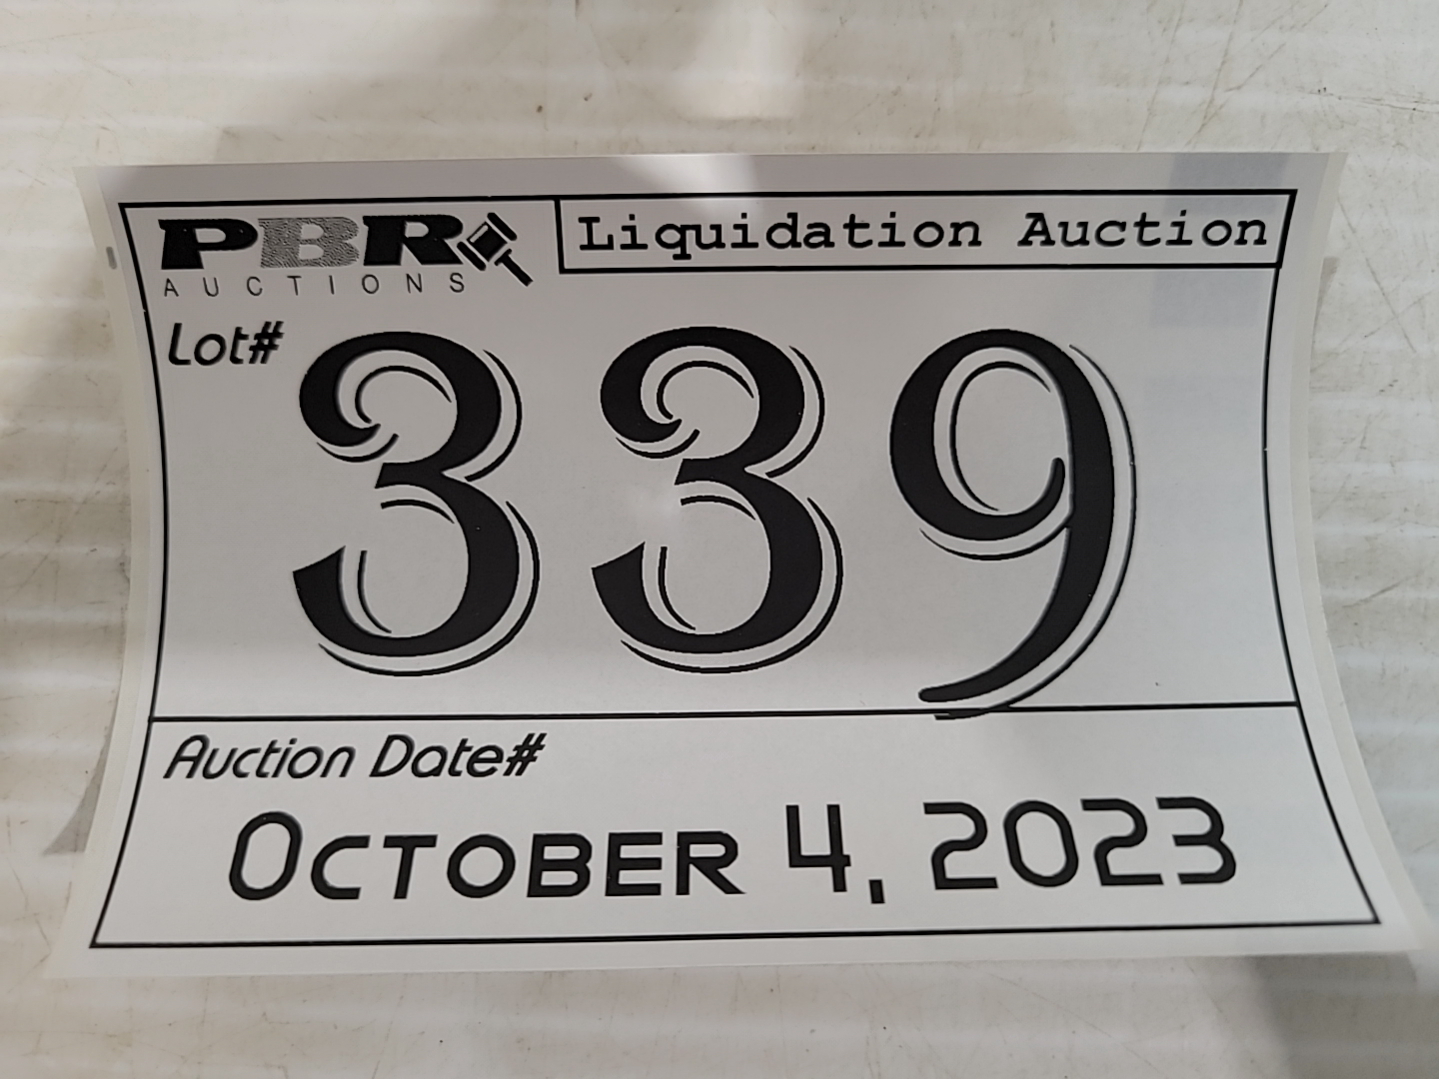 PBR
AUCTIONS
Liquidation Auction
Lot#
339
Auction Date#
October 4, 2023